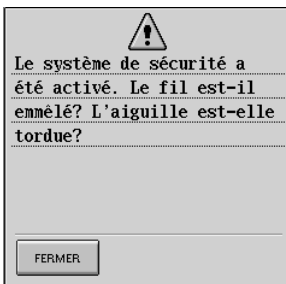 Le système de sécurité a
été activé. Le fil est-il
emmêlé? L'aiguille est-elle
tordue?
FERMER